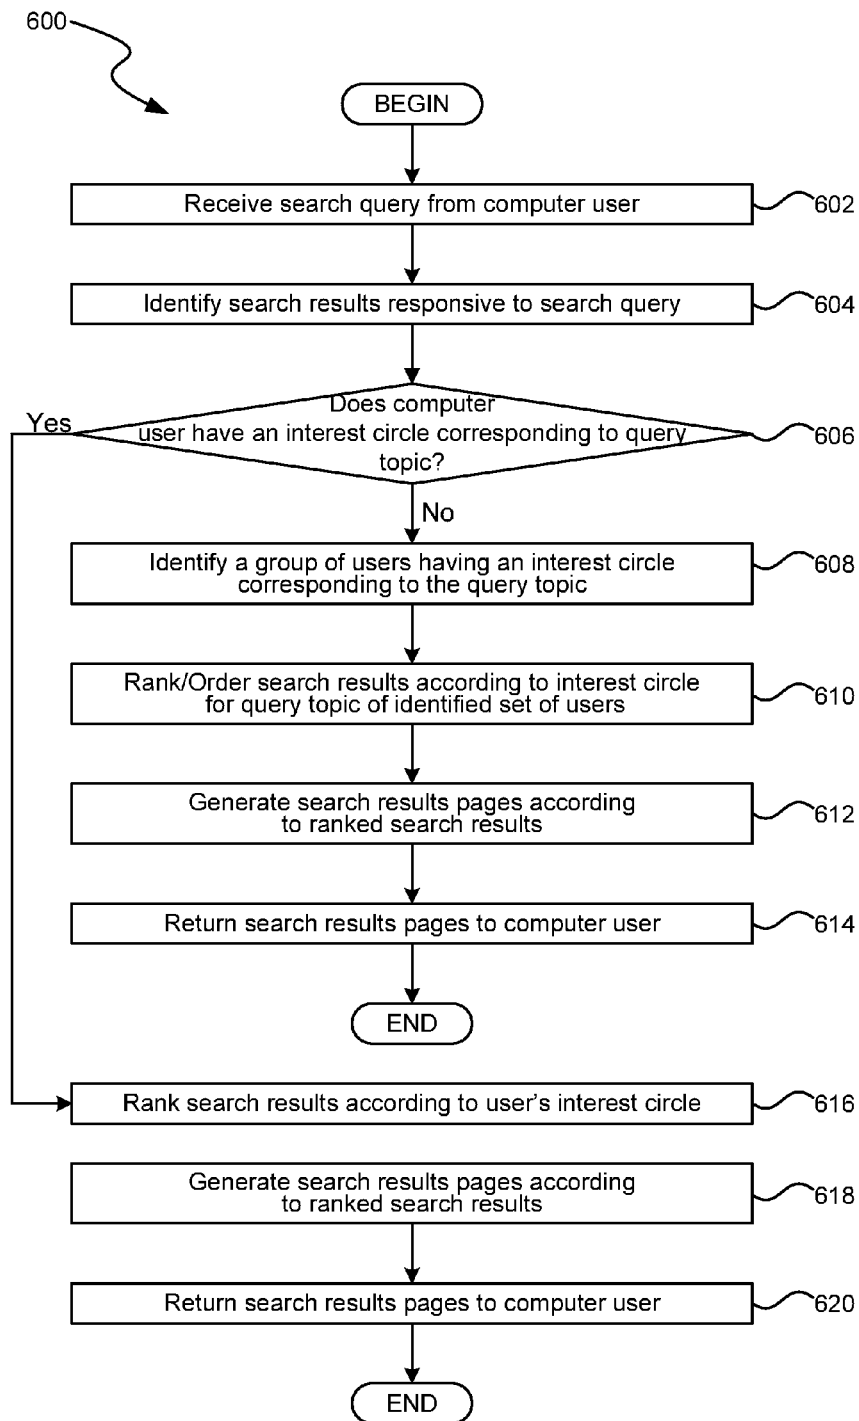 600
BEGIN
Receive search query from computer user
602
Identify search results responsive to search query
604
Does computer
user have an interest circle corresponding to query
topic?
606
Yes
No
Identify a group of users having an interest circle
corresponding to the query topic
608
Rank/Order search results according to interest circle
for query topic of identified set of users
610
Generate search results pages according
to ranked search results
612
Return search results pages to computer user
614
END
Rank search results according to user's interest circle
616
Generate search results pages according
to ranked search results
618
Return search results pages to computer user
620
END